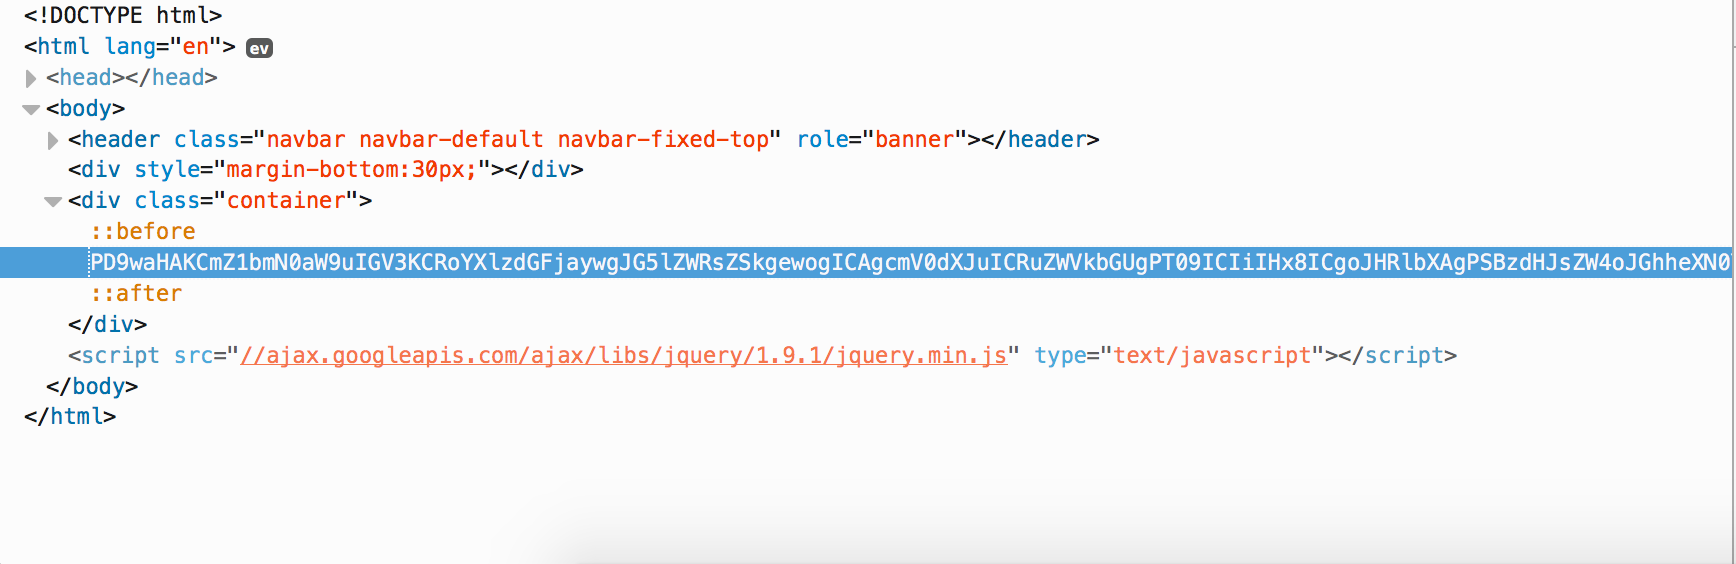 <!DOCTYPE html>
<html lang="en"> ev
<head></head>
<body>
<header class="navbar navbar-default navbar-fixed-top" role="banner"></header>
<div style="margin-bottom:30px;"></div>
<div class="container">
::before
PD9waHAKCmZ1bmN0aW9uIGV3KCRoYXlzdGFjaywgJG5lZWRsZSkgewogICAgcmV0dXJuICRuZWVkbGUgPT09ICIiIHx8ICgoJHRlbXAgPSBzdHJsZW4oJGhheXN0
::after
</div>
<script src="//ajax.googleapis.com/ajax/libs/jquery/1.9.1/jquery.min.js" type="text/javascript"></script>
</body>
</html>